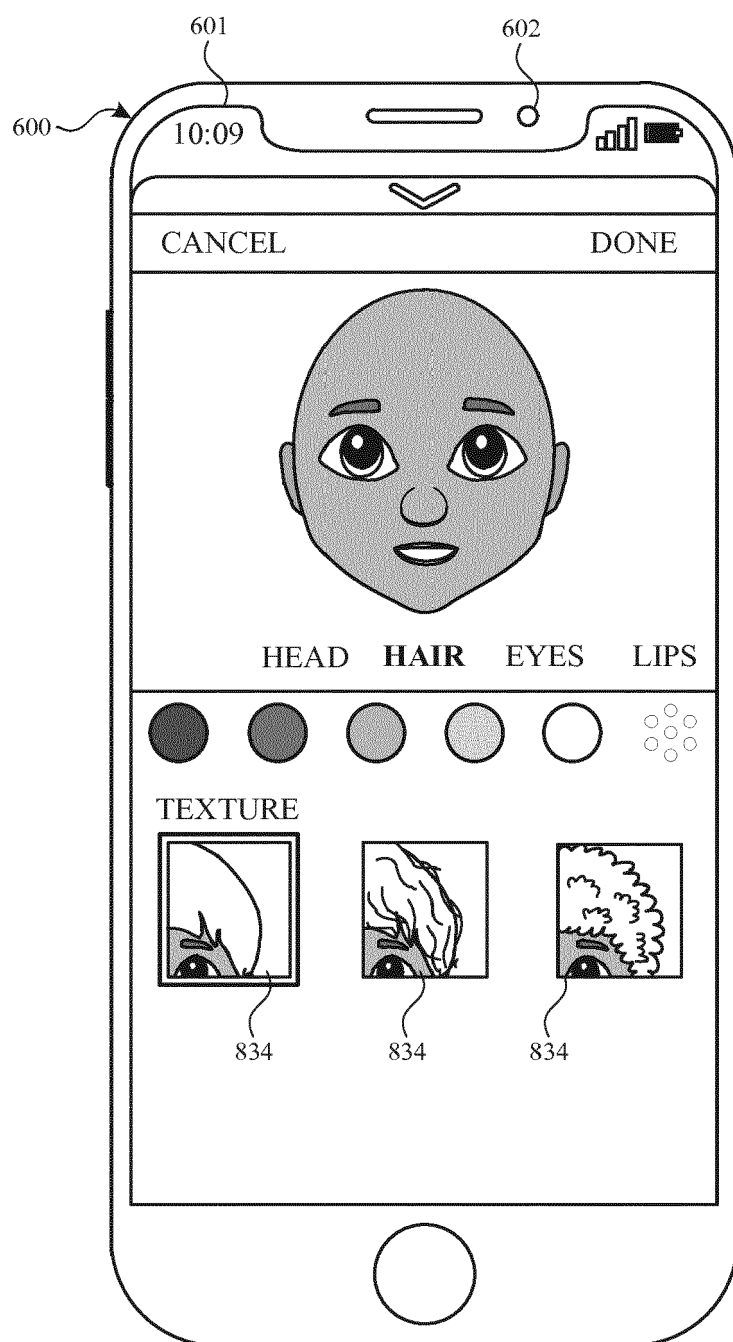 601 602
600
10:09
CANCEL DONE
HEAD HAIR EYES LIPS
TEXTURE
834 834 834